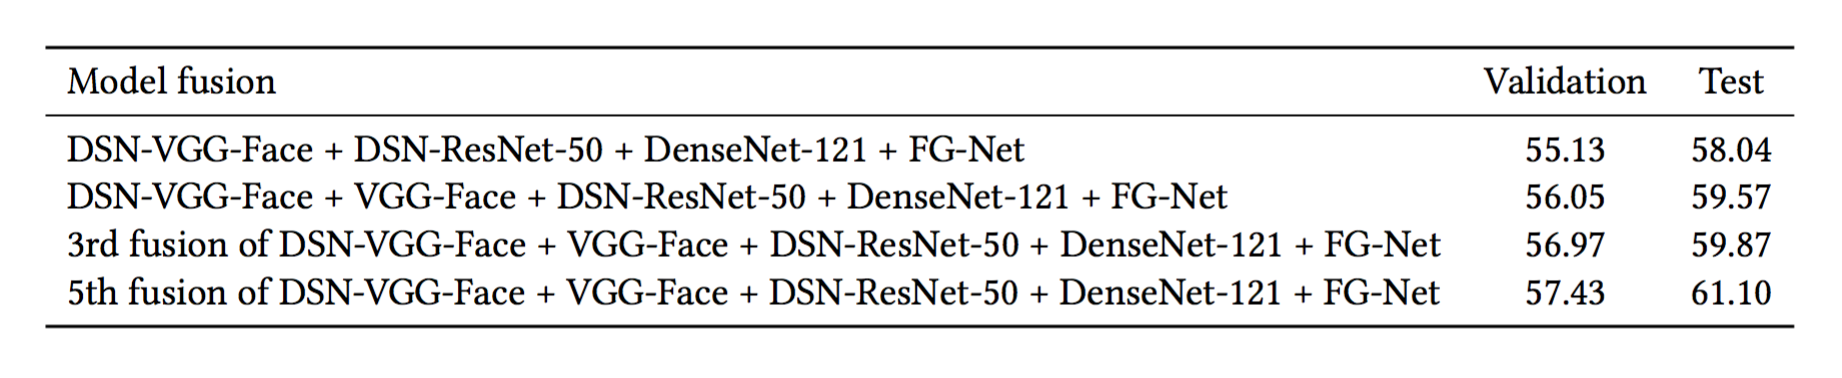 Model fusion Validation Test
DSN-VGG-Face + DSN-ResNet-50 + DenseNet-121 + FG-Net 55.13 58.04
DSN-VGG-Face + VGG-Face + DSN-ResNet-50 + DenseNet-121 + FG-Net 56.05 59.57
3rd fusion of DSN-VGG-Face + VGG-Face + DSN-ResNet-50 + DenseNet-121 + FG-Net 56.97 59.87
5th fusion of DSN-VGG-Face + VGG-Face + DSN-ResNet-50 + DenseNet-121 + FG-Net 57.43 61.10